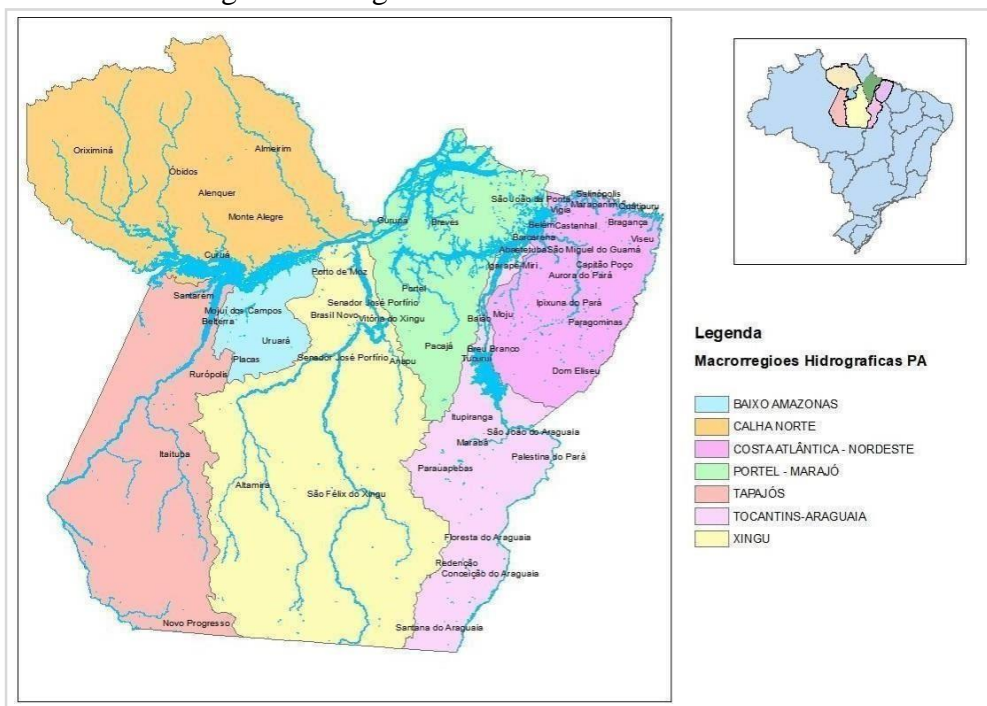 Oriximiná
Óbidos
Almeirim
Alenquer
Monte Alegre
Curuá
Gurupá
Breves
São João da Ponta
Salinópolis
Vigia
Marapanim
Quatipuru
Belém
Castanhal
Bragança
Barcarena
Viseu
Abaetetuba
São Miguel do Guamá
Igarapé-Miri
Capitão Poço
Aurora do Pará
Porto de Moz
Santarém
Portel
Mojuí dos Campos
Belterra
Senador José Porfírio
Brasil Novo
Vitória do Xingu
Baião
Moju
Ipixuna do Pará
Paragominas
Uruará
Placas
Pacajá
Breu Branco
Tucuruí
Senador José Porfírio
Anapu
Rurópolis
Dom Eliseu
Itupiranga
São João do Araguaia
Marabá
Palestina do Pará
Itaituba
Parauapebas
Altamira
São Félix do Xingu
Floresta do Araguaia
Redenção
Conceição do Araguaia
Novo Progresso
Santana do Araguaia
Legenda
Macrorregioes Hidrograficas PA
BAIXO AMAZONAS
CALHA NORTE
COSTA ATLÂNTICA - NORDESTE
PORTEL - MARAJÓ
TAPAJÓS
TOCANTINS-ARAGUAIA
XINGU